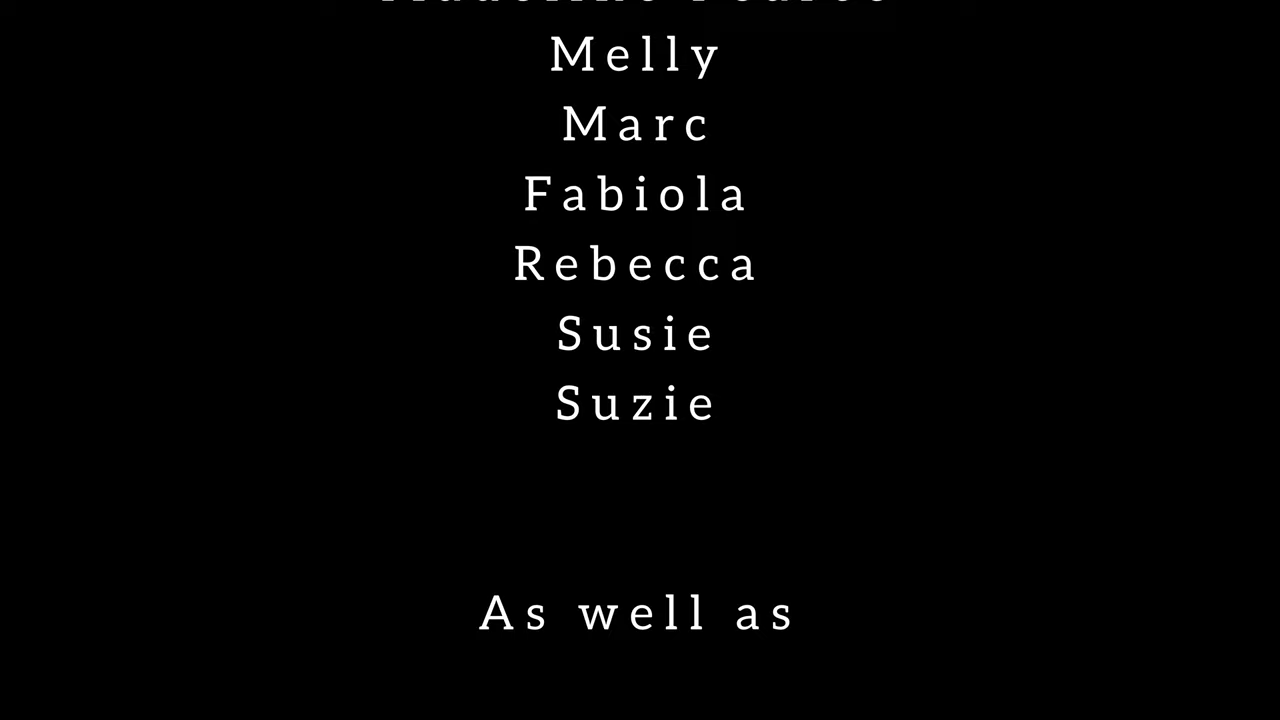 Melly
Marc
Fabiola
Rebecca
Susie
Suzie
As well as